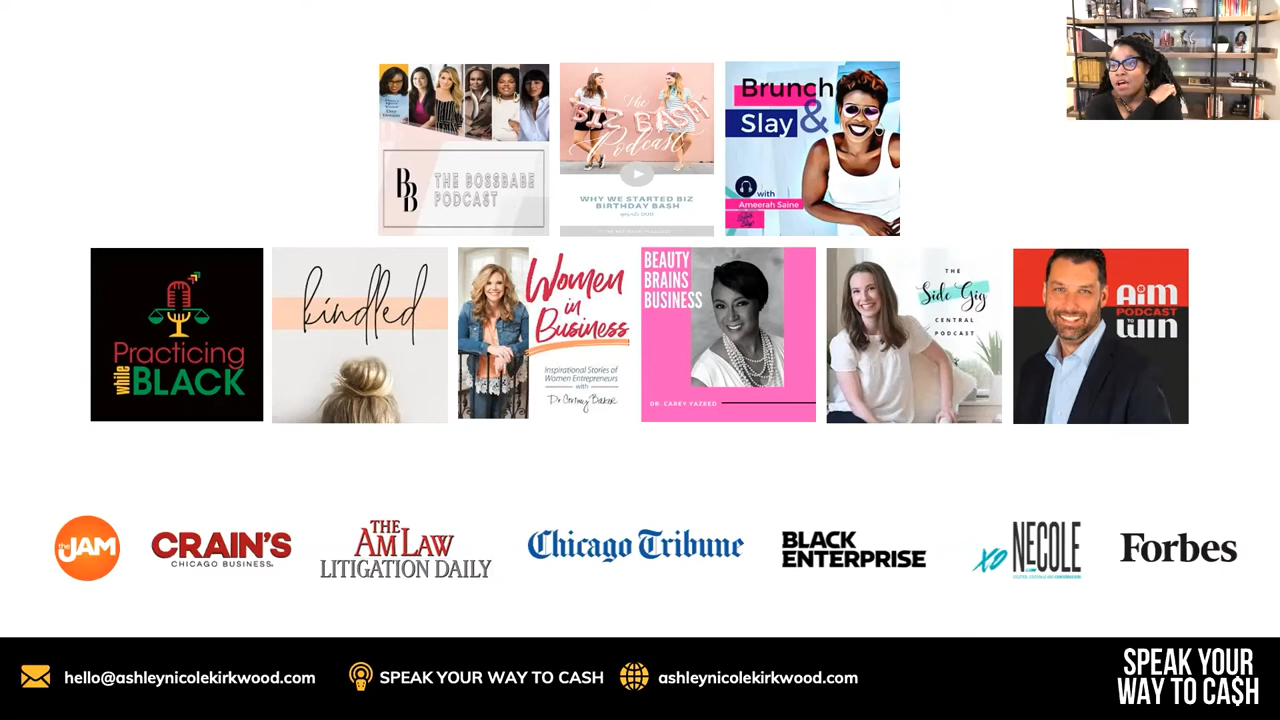 BB
THE BOSSBABE
PODCAST
The
BIZ BASH
Podcast
WHY WE STARTED BIZ
BIRTHDAY BASH
Brunch
&
Slay
with
Ameerah Saine
Practicing
while
BLACK
kindled
Women
in
Business
Inspirational Stories of
Women Entrepreneurs
with
BEAUTY
BRAINS
BUSINESS
DR. CAREY YAZEED
THE
Side Gig
CENTRAL
PODCAST
AIM
PODCAST
TO
WIN
the
JAM
CRAIN'S
CHICAGO BUSINESS
THE
AM LAW
LITIGATION DAILY
Chicago Tribune
BLACK
ENTERPRISE
xo NECOLE
Forbes
hello@ashleynicolekirkwood.com
SPEAK YOUR WAY TO CASH
ashleynicolekirkwood.com
SPEAK YOUR
WAY TO CA$H